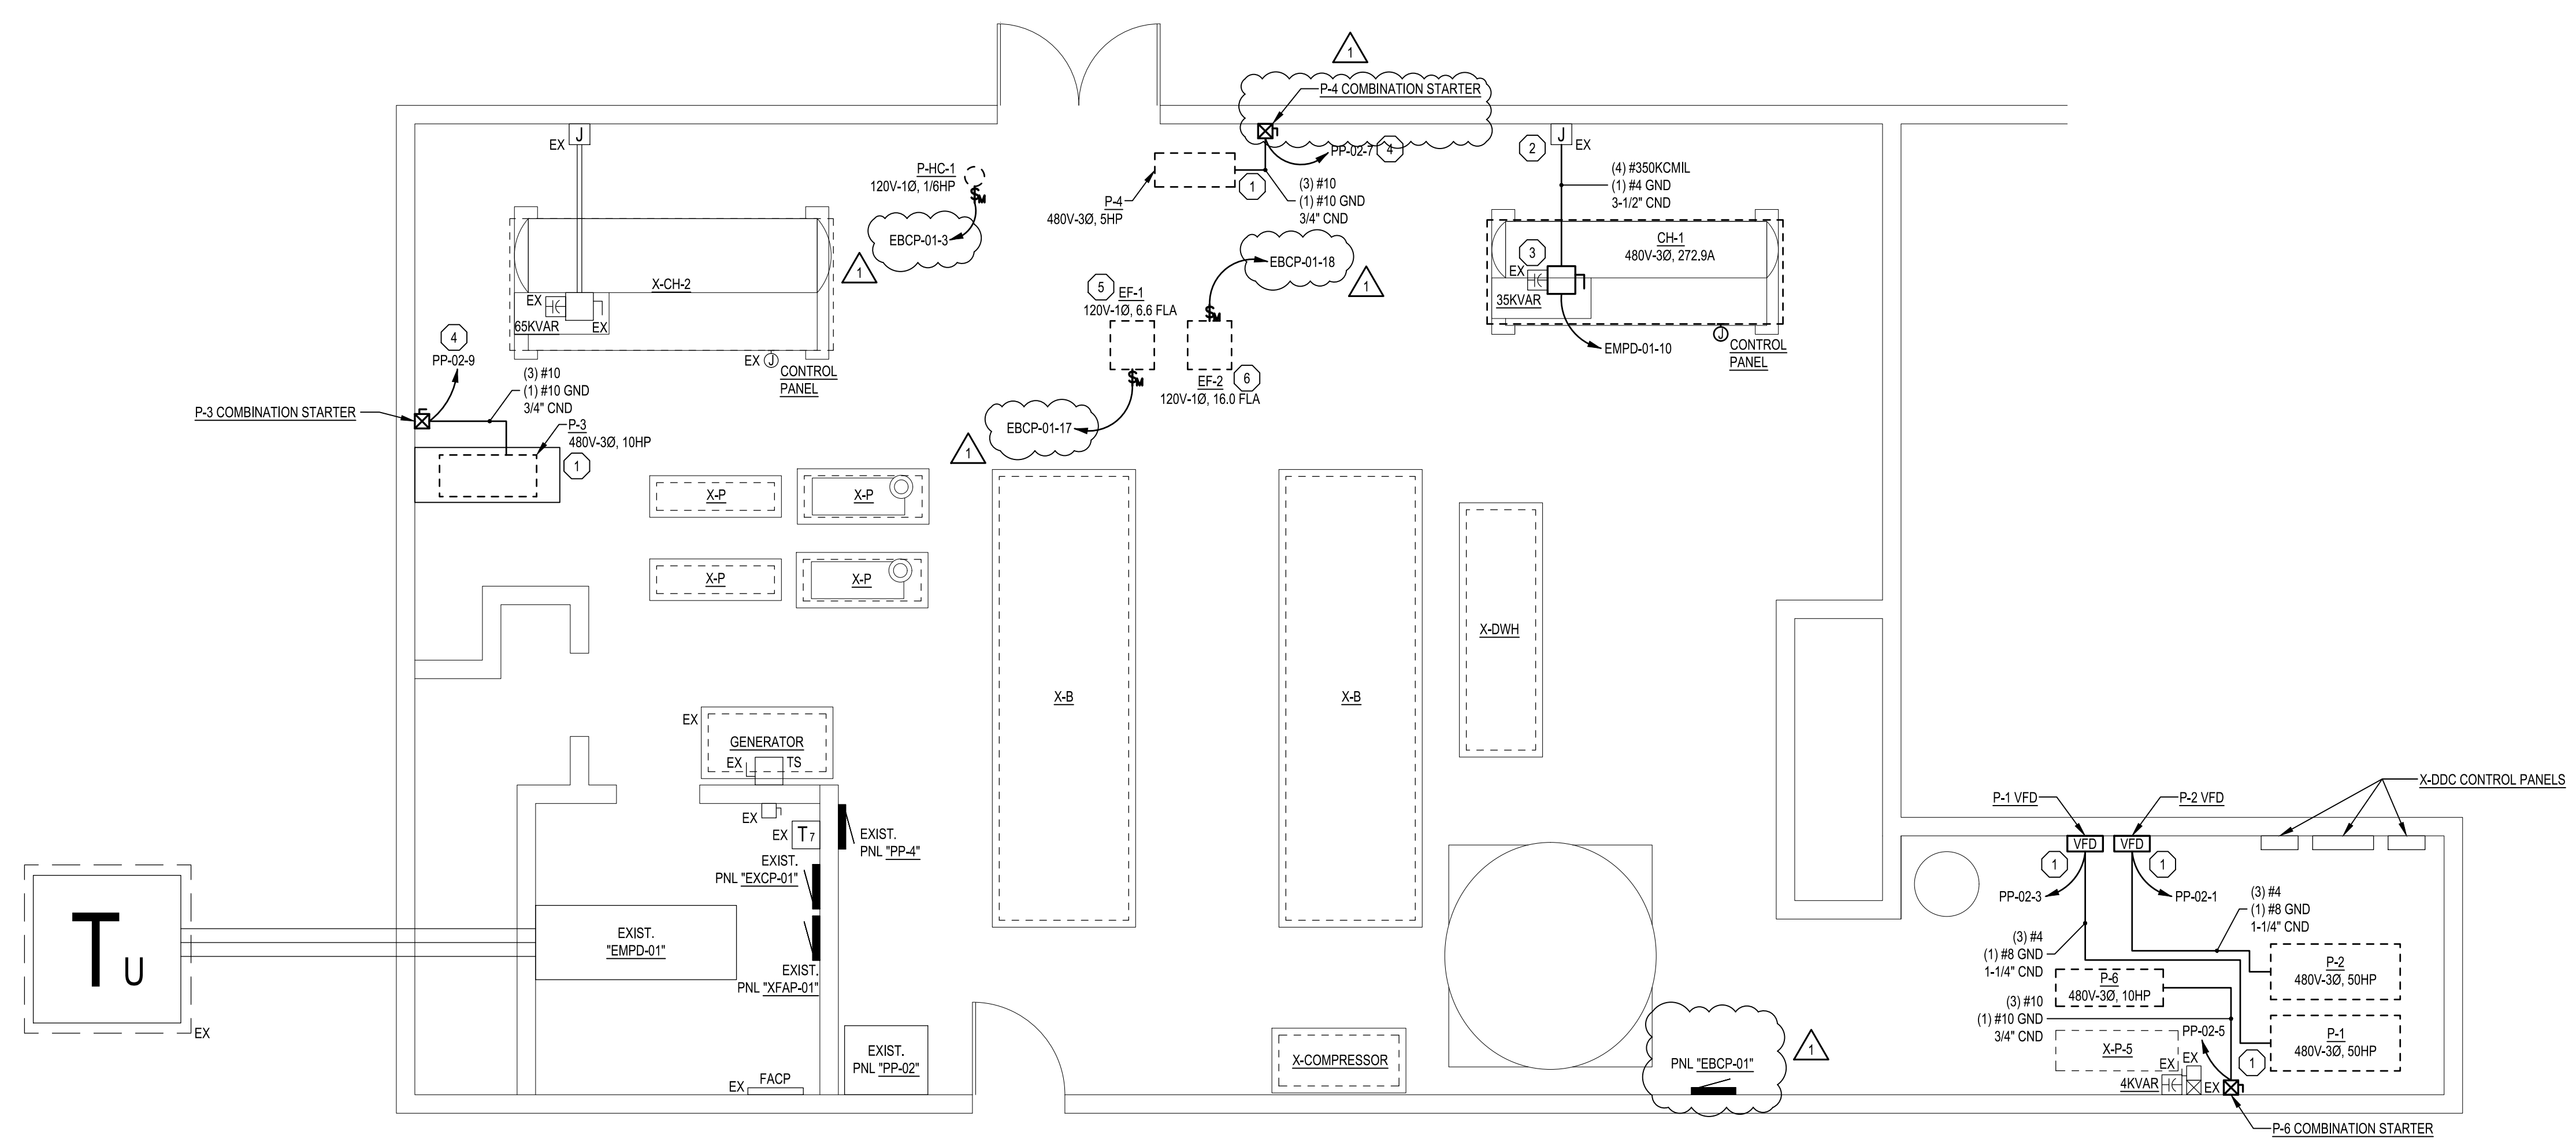 1
P-4 COMBINATION STARTER
J
EX
PP-02-7
4
P-4
480V-3Ø, 5HP
1
(3) #10
(1) #10 GND
3/4" CND
P-HC-1
120V-1Ø, 1/6HP
$M
EBCP-01-3
1
2
J
EX
(4) #350KCMIL
(1) #4 GND
3-1/2" CND
X-CH-2
EX
65KVAR
EX
EX
J
CONTROL
PANEL
EBCP-01-18
1
5
EF-1
120V-1Ø, 6.6 FLA
$M
$M
EF-2
6
120V-1Ø, 16.0 FLA
EBCP-01-17
1
3
CH-1
480V-3Ø, 272.9A
EX
35KVAR
EMPD-01-10
J
CONTROL
PANEL
4
PP-02-9
(3) #10
(1) #10 GND
3/4" CND
P-3 COMBINATION STARTER
P-3
480V-3Ø, 10HP
1
X-P
X-P
X-P
X-P
X-B
X-B
X-DWH
EX
GENERATOR
EX
TS
EX
EX
T7
EXIST.
PNL "PP-4"
EXIST.
PNL "EXCP-01"
EXIST.
"EMPD-01"
EXIST.
PNL "XFAP-01"
TU
EX
EXIST.
PNL "PP-02"
FACP
EX
X-COMPRESSOR
PNL "EBCP-01"
1
X-DDC CONTROL PANELS
P-1 VFD
P-2 VFD
VFD
VFD
1
1
PP-02-3
PP-02-1
(3) #4
(1) #8 GND
1-1/4" CND
(3) #4
(1) #8 GND
1-1/4" CND
P-2
480V-3Ø, 50HP
P-6
480V-3Ø, 10HP
(3) #10
(1) #10 GND
3/4" CND
PP-02-5
P-1
480V-3Ø, 50HP
X-P-5
1
EX
EX
4KVAR
EX
P-6 COMBINATION STARTER